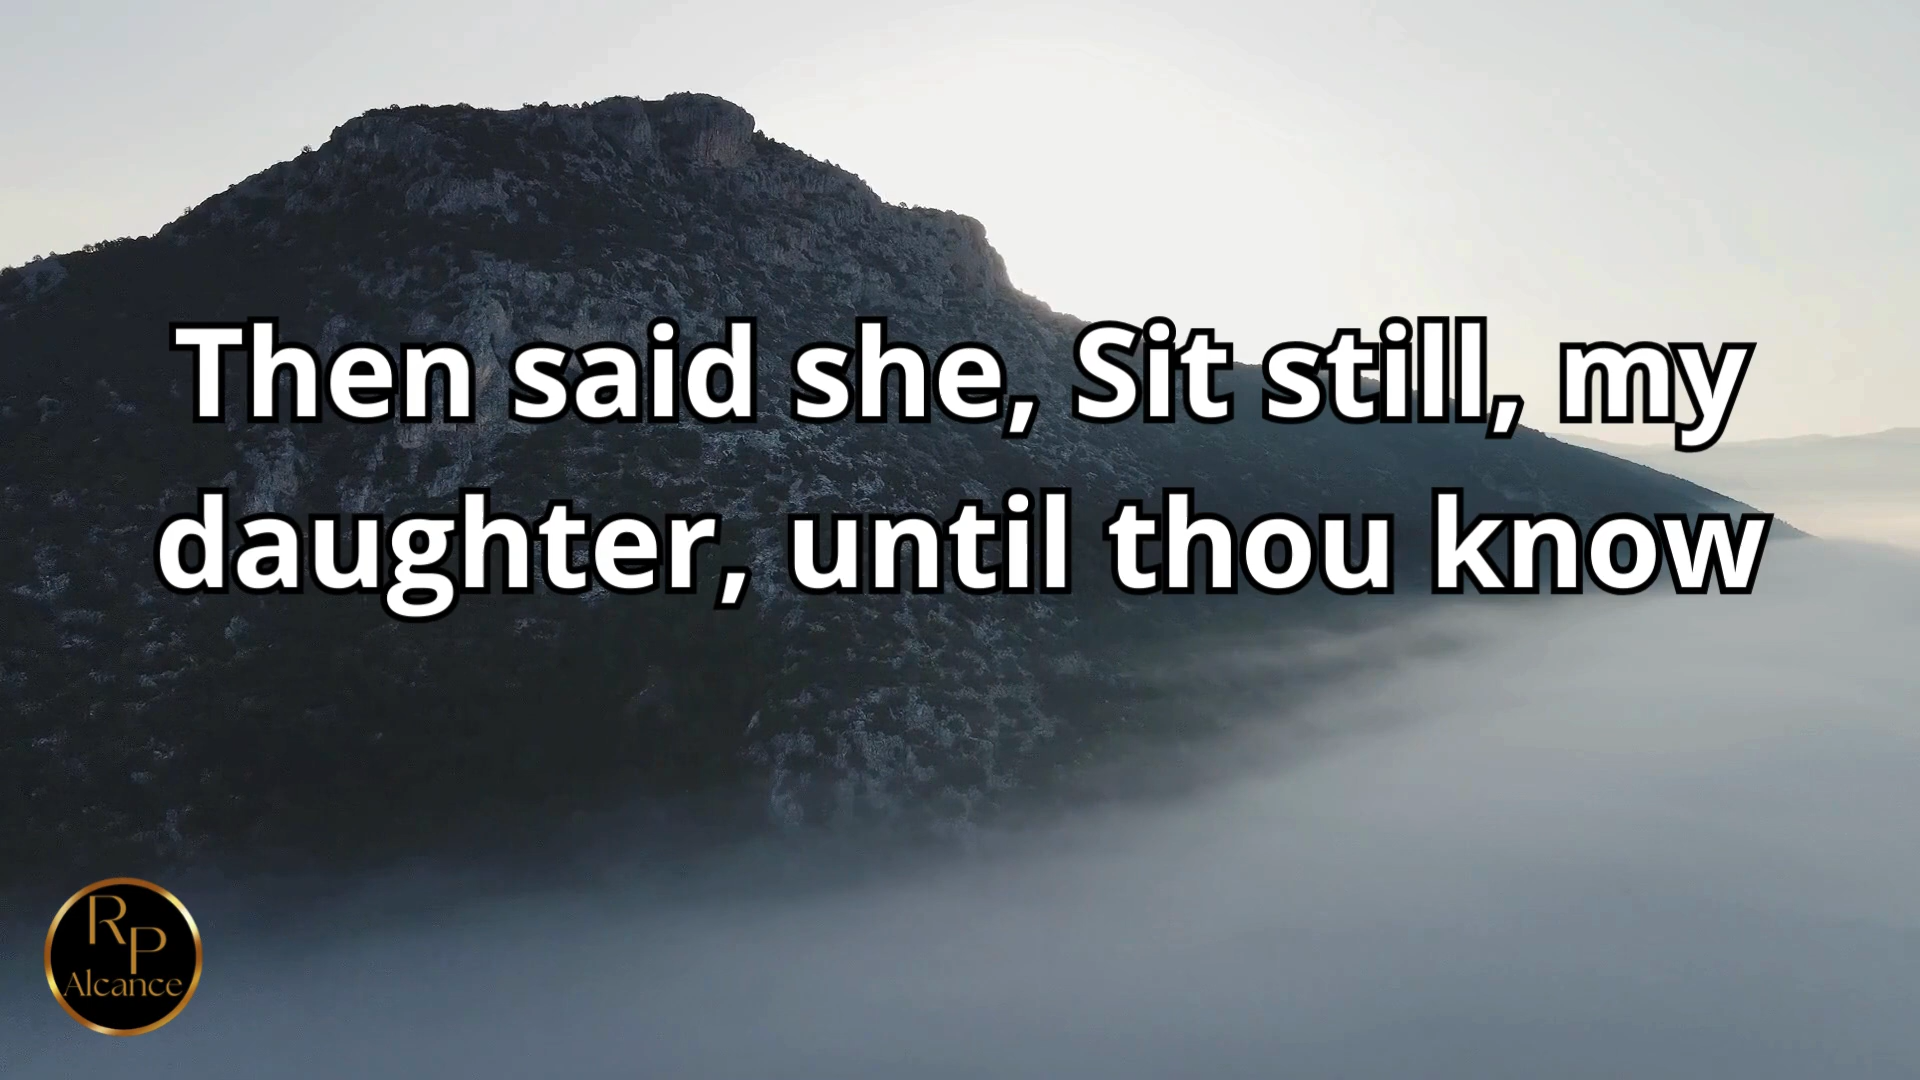 Then said she, Sit still, my
daughter, until thou know
RP
Alcance